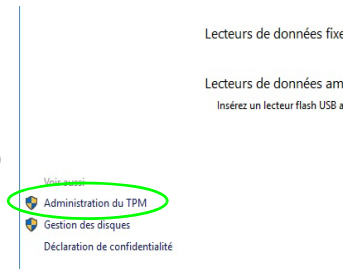 Lecteurs de données fixe
Lecteurs de données am
Insérez un lecteur flash USB a
Voir aussi
Administration du TPM
Gestion des disques
Déclaration de confidentialité